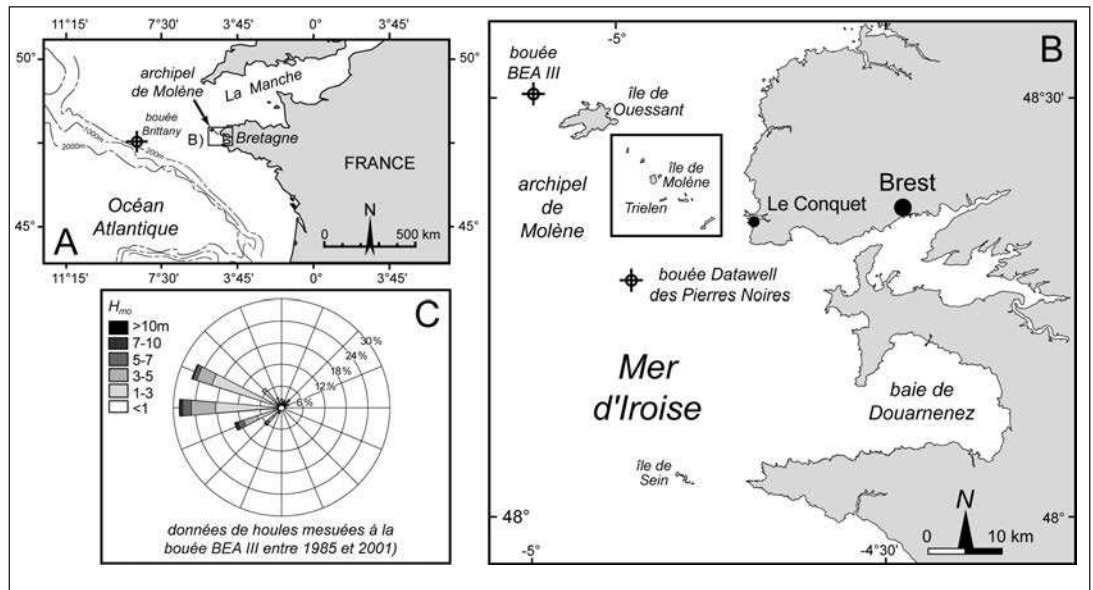 11°15' 7°30' 3°45' 0° 3°45'
50°
50°
archipel
de Molène
La Manche
bouée
Brittany
B)
Bretagne
1000m
200m
2000m
FRANCE
Océan
Atlantique
N
45°
45°
A
0 500 km
11°15' 7°30' 3°45' 0° 3°45'
C
Hmo
>10m
7-10
5-7
3-5
1-3
<1
30%
24%
18%
12%
6%
données de houles mesuées à la
bouée BEA III entre 1985 et 2001)
-5°
B
bouée
BEA III
île de
Ouessant
48°30'
île de
Molène
Trielen
archipel
de
Molène
Brest
Le Conquet
bouée Datawell
des Pierres Noires
Mer
d'Iroise
baie de
Douarnenez
île de
Sein
N
48°
48°
0 10 km
-5°
-4°30'